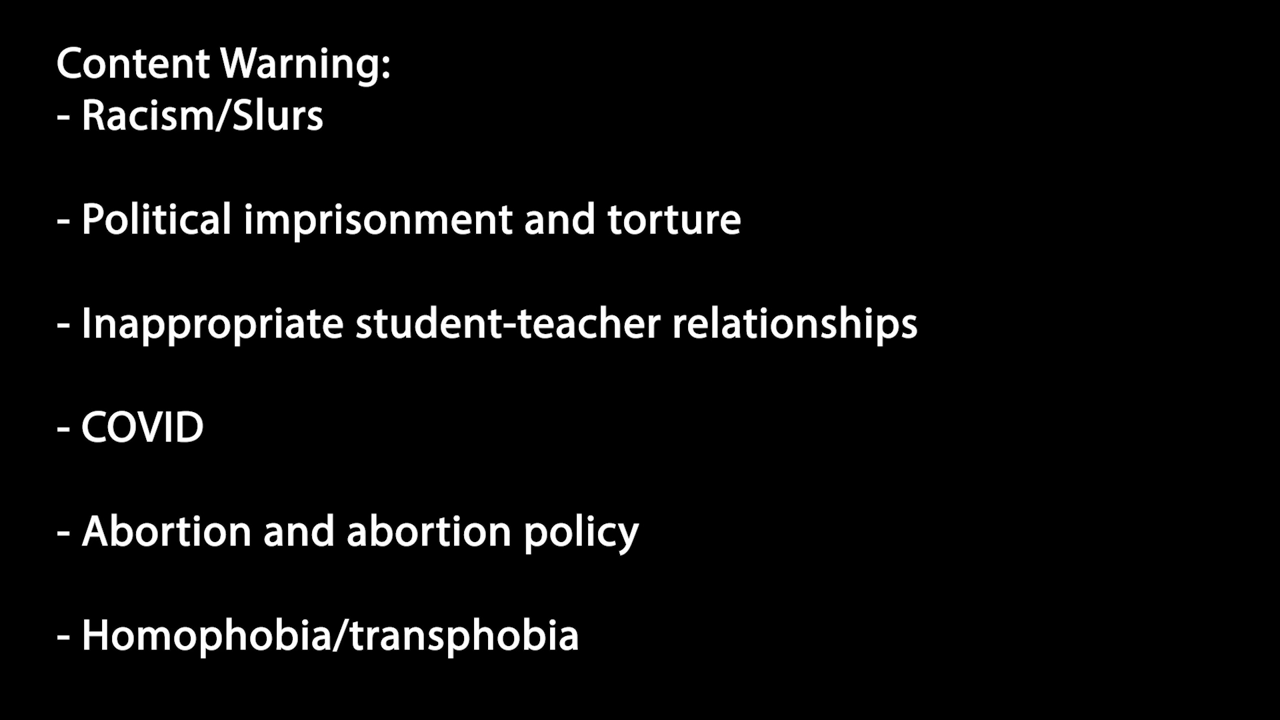 Content Warning:
- Racism/Slurs
- Political imprisonment and torture
- Inappropriate student-teacher relationships
- COVID
- Abortion and abortion policy
- Homophobia/transphobia